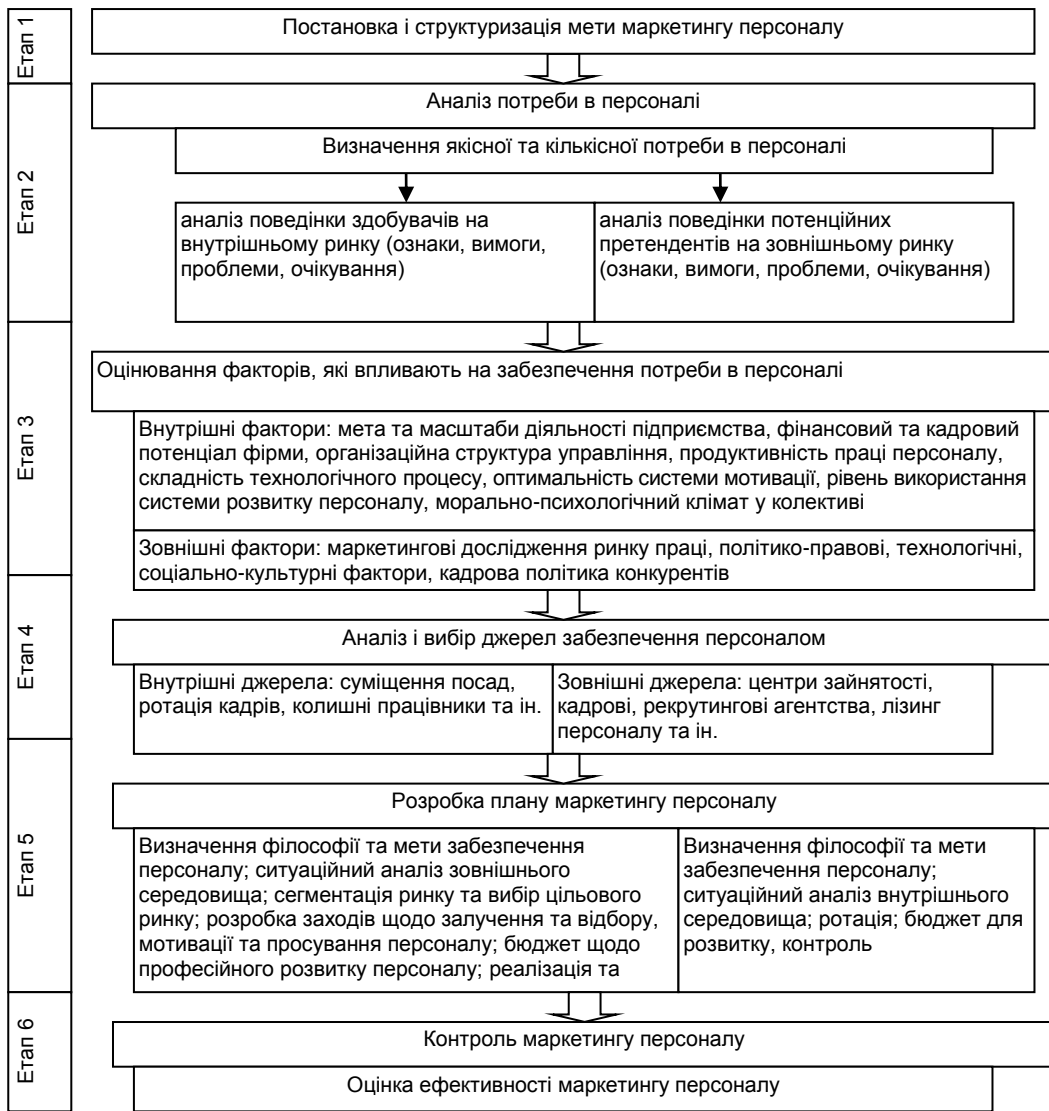 Етап 1
Постановка і структуризація мети маркетингу персоналу
Етап 2
Аналіз потреби в персоналі
Визначення якісної та кількісної потреби в персоналі
аналіз поведінки здобувачів на
внутрішньому ринку (ознаки, вимоги,
проблеми, очікування)
аналіз поведінки потенційних
претендентів на зовнішньому ринку
(ознаки, вимоги, проблеми, очікування)
Етап 3
Оцінювання факторів, які впливають на забезпечення потреби в персоналі
Внутрішні фактори: мета та масштаби діяльності підприємства, фінансовий та кадровий
потенціал фірми, організаційна структура управління, продуктивність праці персоналу,
складність технологічного процесу, оптимальність системи мотивації, рівень використання
системи розвитку персоналу, морально-психологічний клімат у колективі
Зовнішні фактори: маркетингові дослідження ринку праці, політико-правові, технологічні,
соціально-культурні фактори, кадрова політика конкурентів
Етап 4
Аналіз і вибір джерел забезпечення персоналом
Внутрішні джерела: суміщення посад,
ротація кадрів, колишні працівники та ін.
Зовнішні джерела: центри зайнятості,
кадрові, рекрутингові агентства, лізинг
персоналу та ін.
Етап 5
Розробка плану маркетингу персоналу
Визначення філософії та мети забезпечення
персоналу; ситуаційний аналіз зовнішнього
середовища; сегментація ринку та вибір цільового
ринку; розробка заходів щодо залучення та відбору,
мотивації та просування персоналу; бюджет щодо
професійного розвитку персоналу; реалізація та
Визначення філософії та мети
забезпечення персоналу;
ситуаційний аналіз внутрішнього
середовища; ротація; бюджет для
розвитку, контроль
Етап 6
Контроль маркетингу персоналу
Оцінка ефективності маркетингу персоналу